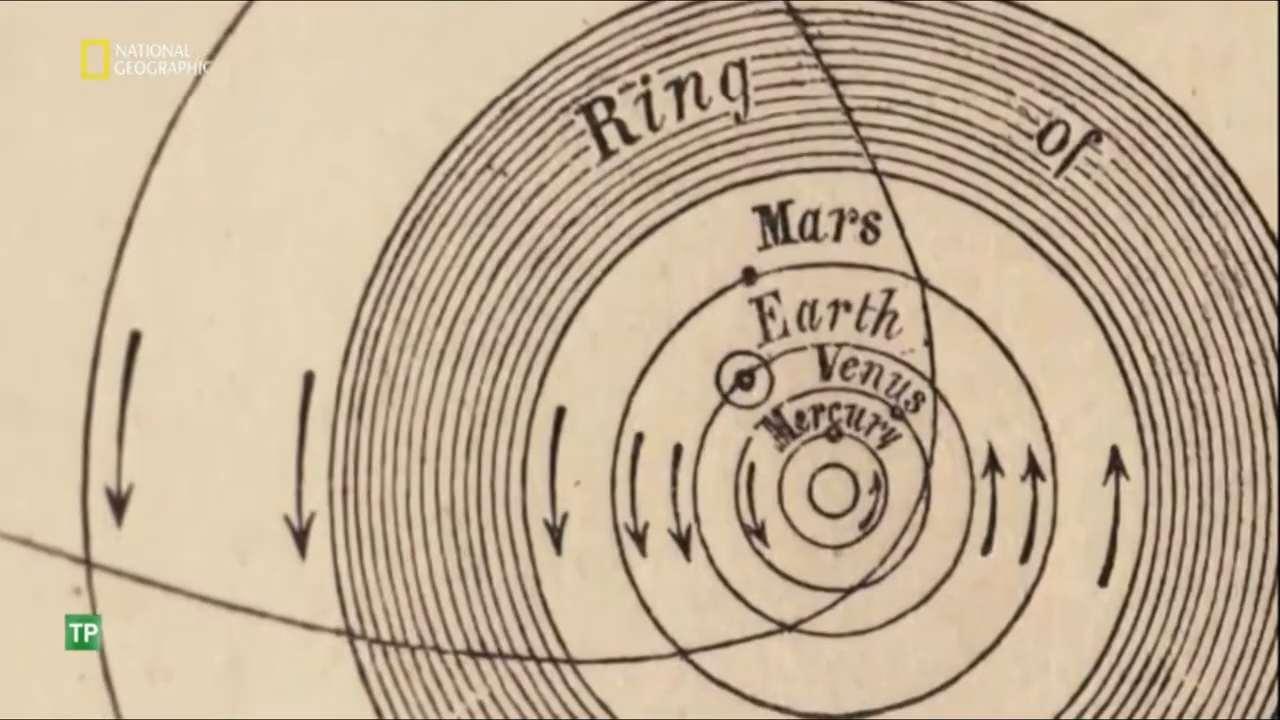 NATIONAL
GEOGRAPHIC
Ring of
Mars
Earth
Venus
Mercury
TP